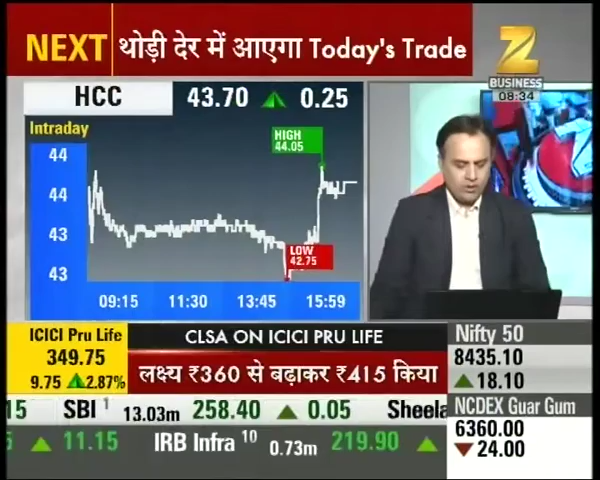 NEXT थोड़ी देर में आएगा Today's Trade
Z
BUSINESS
08:34
HCC 43.70 ▲ 0.25
Intraday
44
44
43
43
HIGH
44.05
LOW
42.75
09:15 11:30 13:45 15:59
ICICI Pru Life
349.75
9.75 ▲ 2.87%
CLSA ON ICICI PRU LIFE
लक्ष्य ₹360 से बढ़ाकर ₹415 किया
Nifty 50
8435.10
▲ 18.10
15 SBI 1 13.03m 258.40 ▲ 0.05 Sheela
NCDEX Guar Gum
6360.00
▼ 24.00
5 ▲ 11.15 IRB Infra 10 0.73m 219.90 ▲